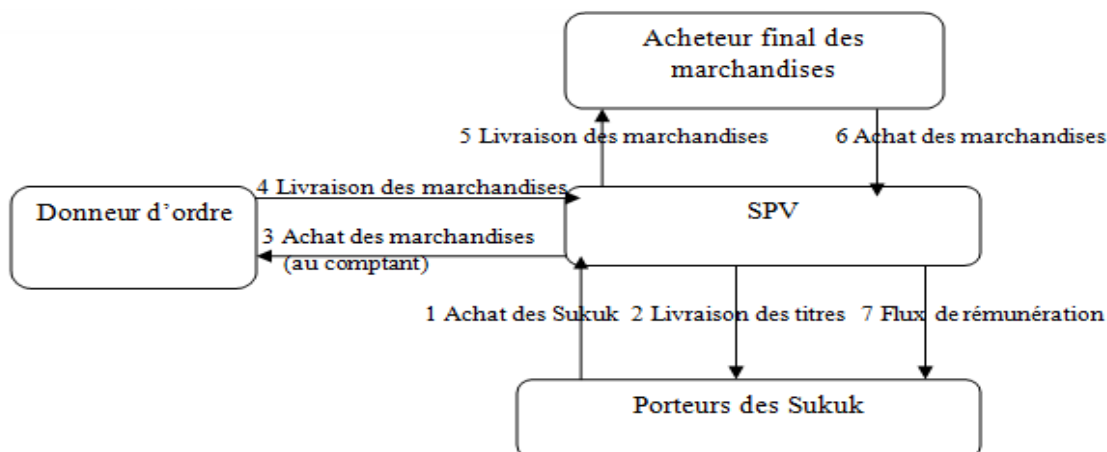 Acheteur final des
marchandises
5 Livraison des marchandises
6 Achat des marchandises
4 Livraison des marchandises
Donneur d’ordre
SPV
3 Achat des marchandises
(au comptant)
1 Achat des Sukuk
2 Livraison des titres
7 Flux de rémunération
Porteurs des Sukuk